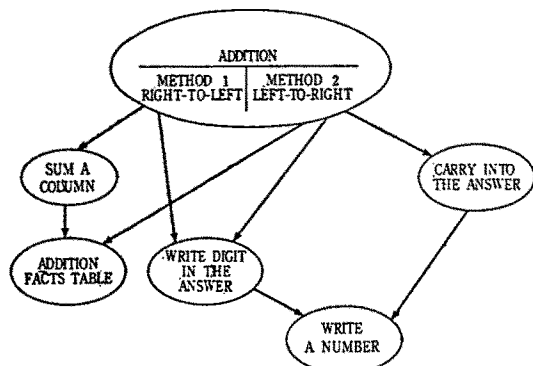 ADDITION
METHOD 1
RIGHT-TO-LEFT
METHOD 2
LEFT-TO-RIGHT
SUM A
COLUMN
CARRY INTO
THE ANSWER
ADDITION
FACTS TABLE
WRITE DIGIT
IN THE
ANSWER
WRITE
A NUMBER